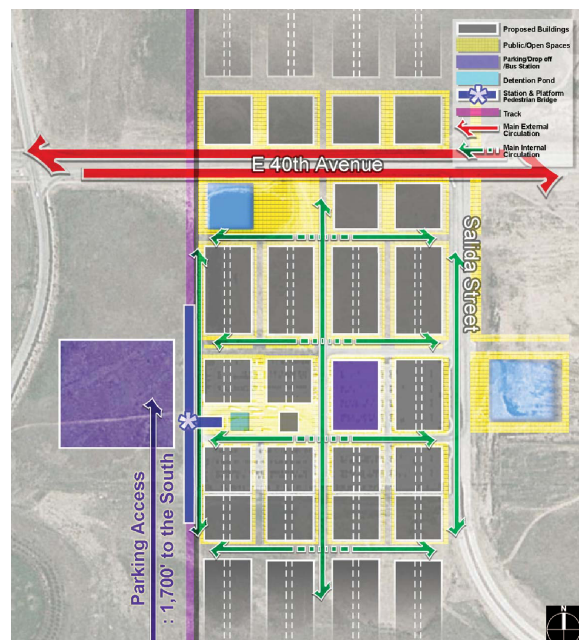 Proposed Buildings
Public/Open Spaces
Parking/Drop off
/Bus Station
Detention Pond
Station & Platform
Pedestrian Bridge
Track
Main External
Circulation
Main Internal
Circulation
E 40th Avenue
Salida Street
Parking Access
: 1,700' to the South
N